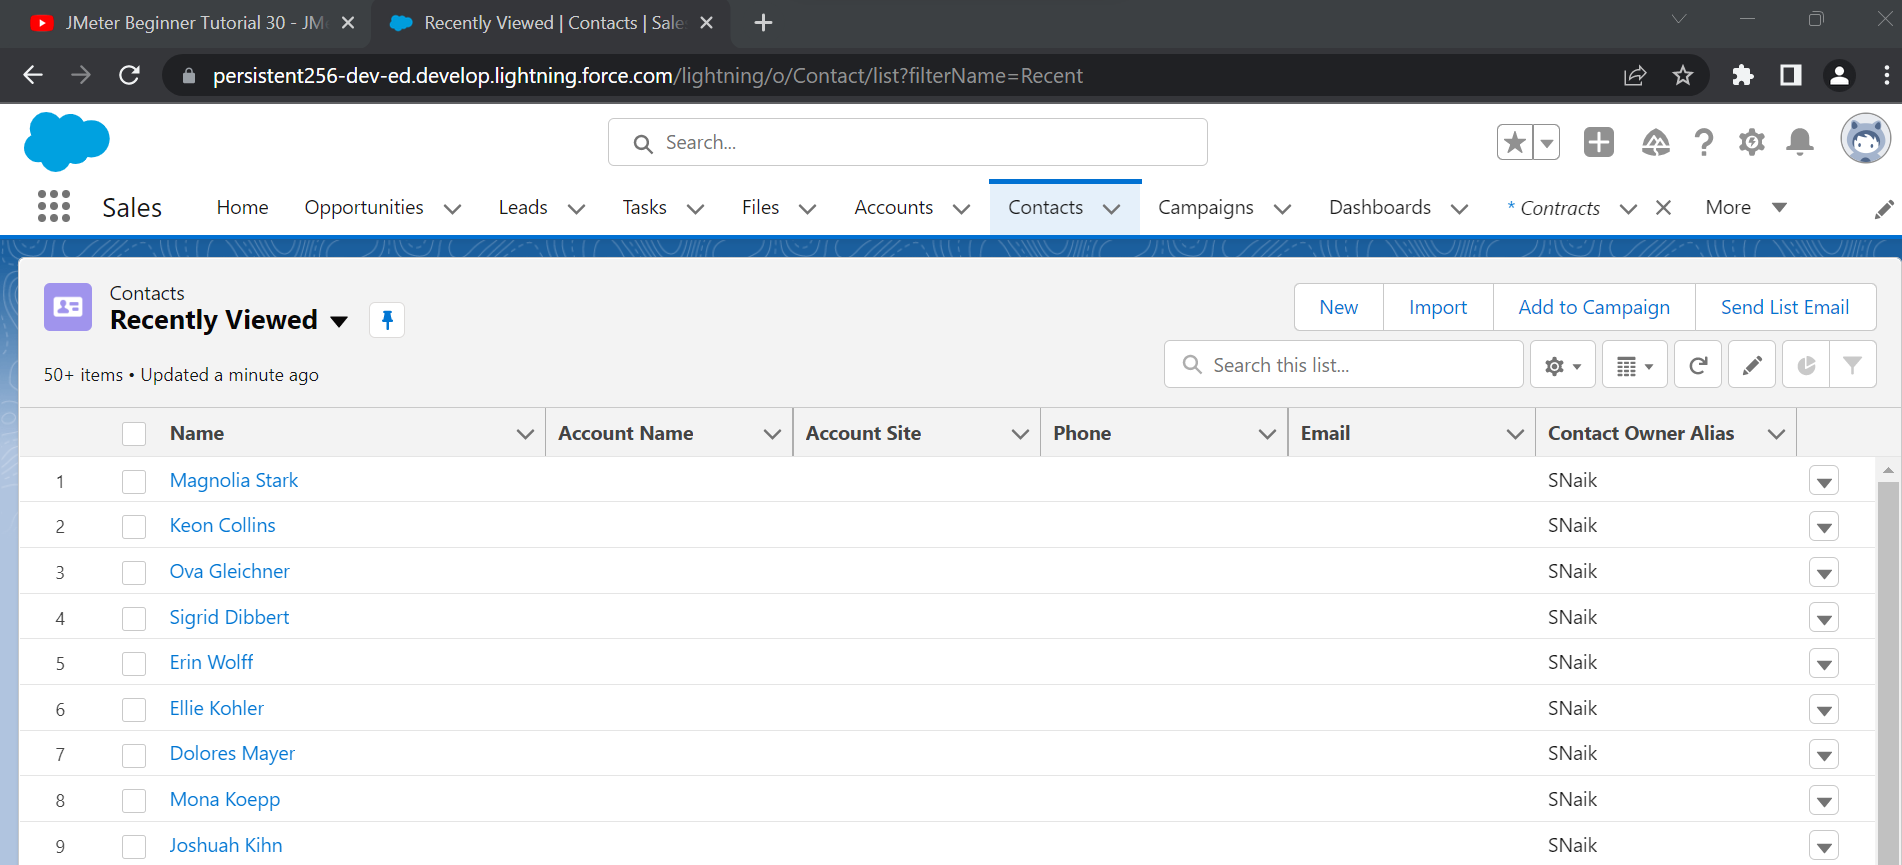 JMeter Beginner Tutorial 30 - JM
Recently Viewed | Contacts | Sale
persistent256-dev-ed.develop.lightning.force.com/lightning/o/Contact/list?filterName=Recent
Search...
Sales Home Opportunities Leads Tasks Files Accounts Contacts Campaigns Dashboards * Contracts More
Contacts
Recently Viewed
New Import Add to Campaign Send List Email
50+ items • Updated a minute ago
Search this list...
Name Account Name Account Site Phone Email Contact Owner Alias
1 Magnolia Stark SNaik
2 Keon Collins SNaik
3 Ova Gleichner SNaik
4 Sigrid Dibbert SNaik
5 Erin Wolff SNaik
6 Ellie Kohler SNaik
7 Dolores Mayer SNaik
8 Mona Koepp SNaik
9 Joshuah Kihn SNaik